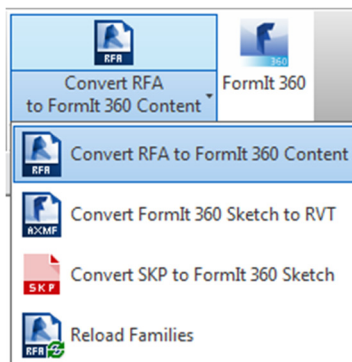 RFA
360
Convert RFA
to FormIt 360 Content
FormIt 360
RFA
Convert RFA to FormIt 360 Content
AXMF
Convert FormIt 360 Sketch to RVT
SKP
Convert SKP to FormIt 360 Sketch
RFA
Reload Families